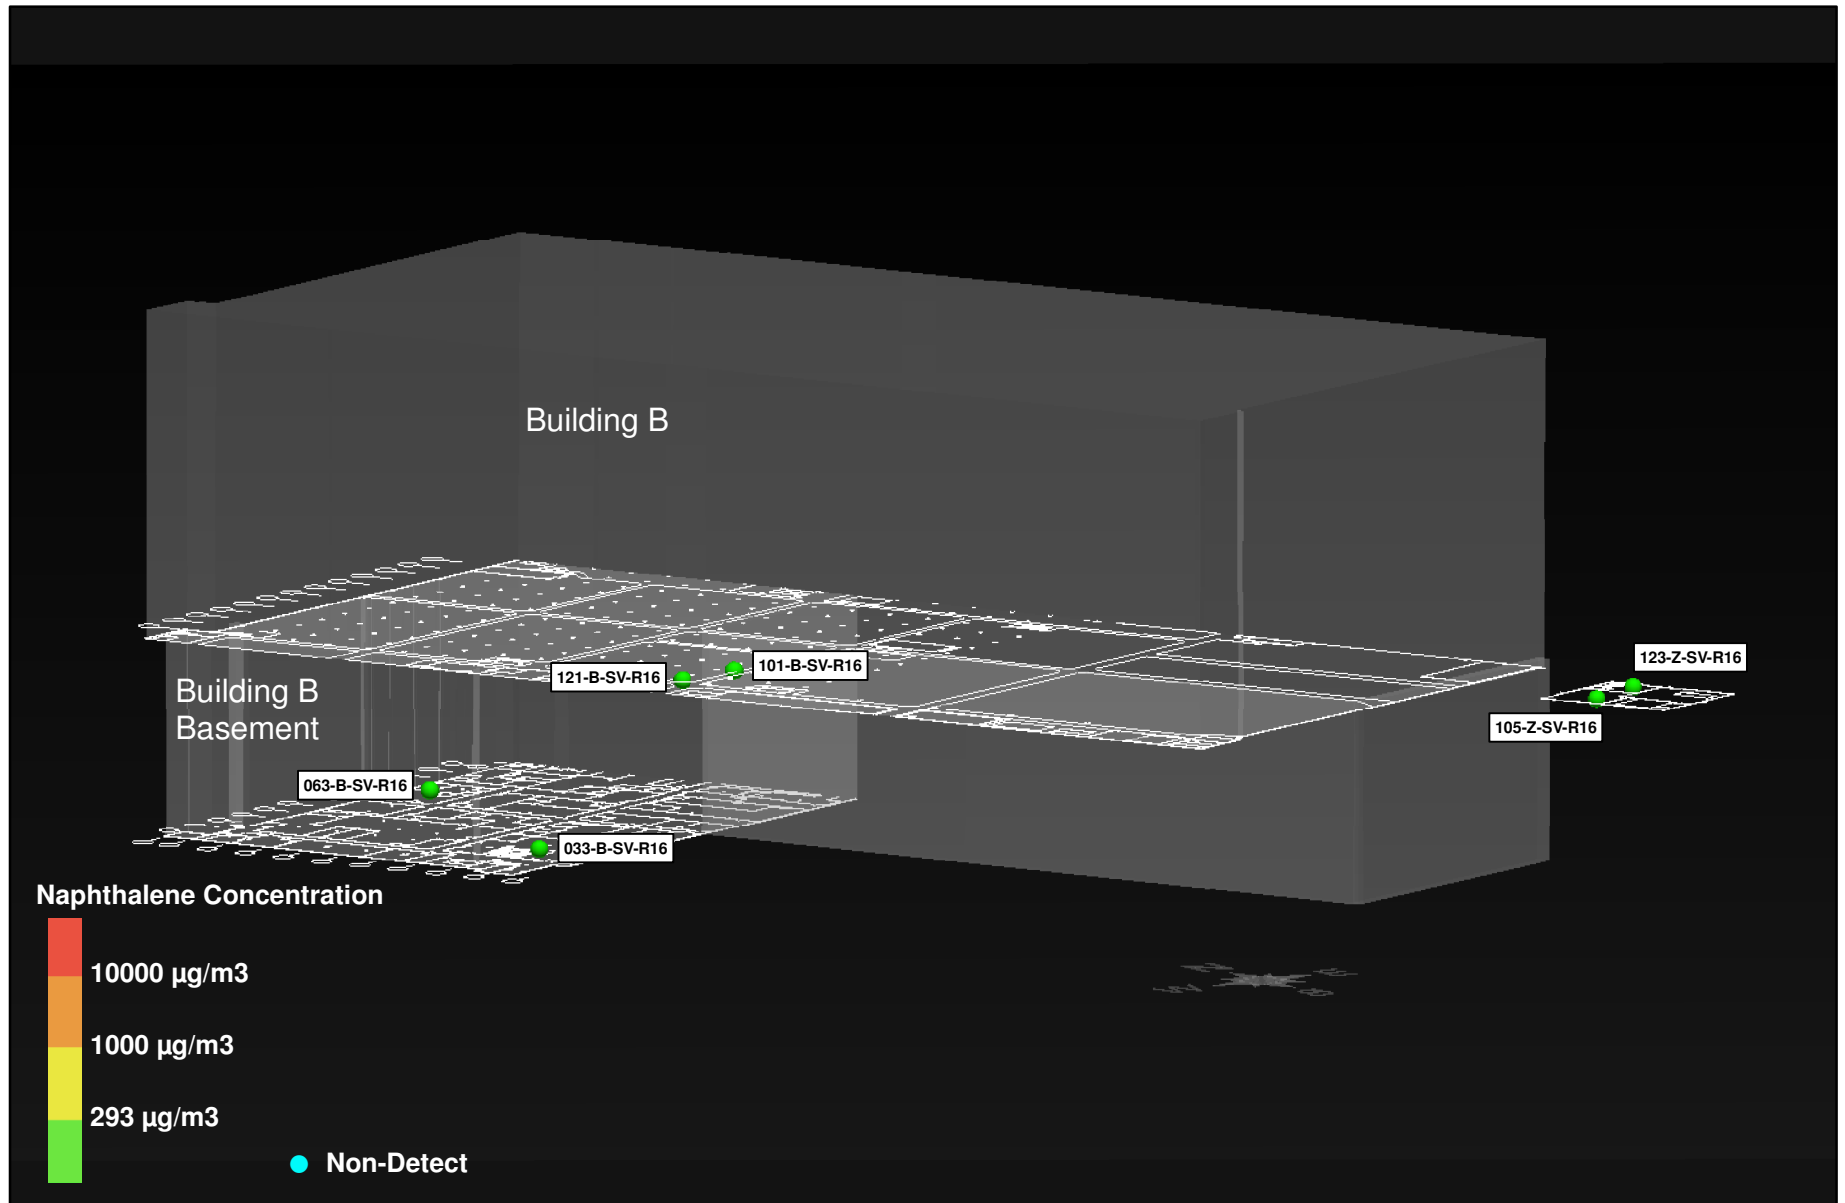 Building B
123-Z-SV-R16
101-B-SV-R16
121-B-SV-R16
Building B
Basement
105-Z-SV-R16
063-B-SV-R16
033-B-SV-R16
Naphthalene Concentration
10000 µg/m3
1000 µg/m3
293 µg/m3
Non-Detect